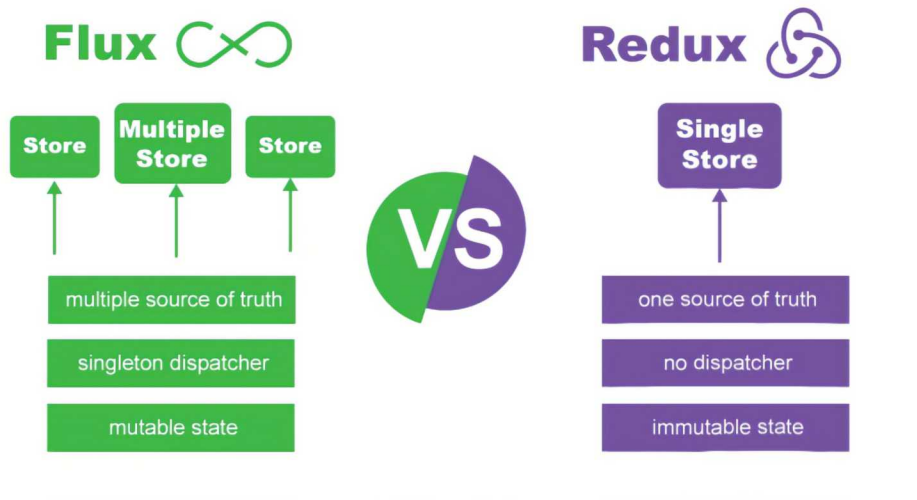 Flux
Redux
Store
Multiple
Store
Store
Single
Store
VS
multiple source of truth
one source of truth
singleton dispatcher
no dispatcher
mutable state
immutable state